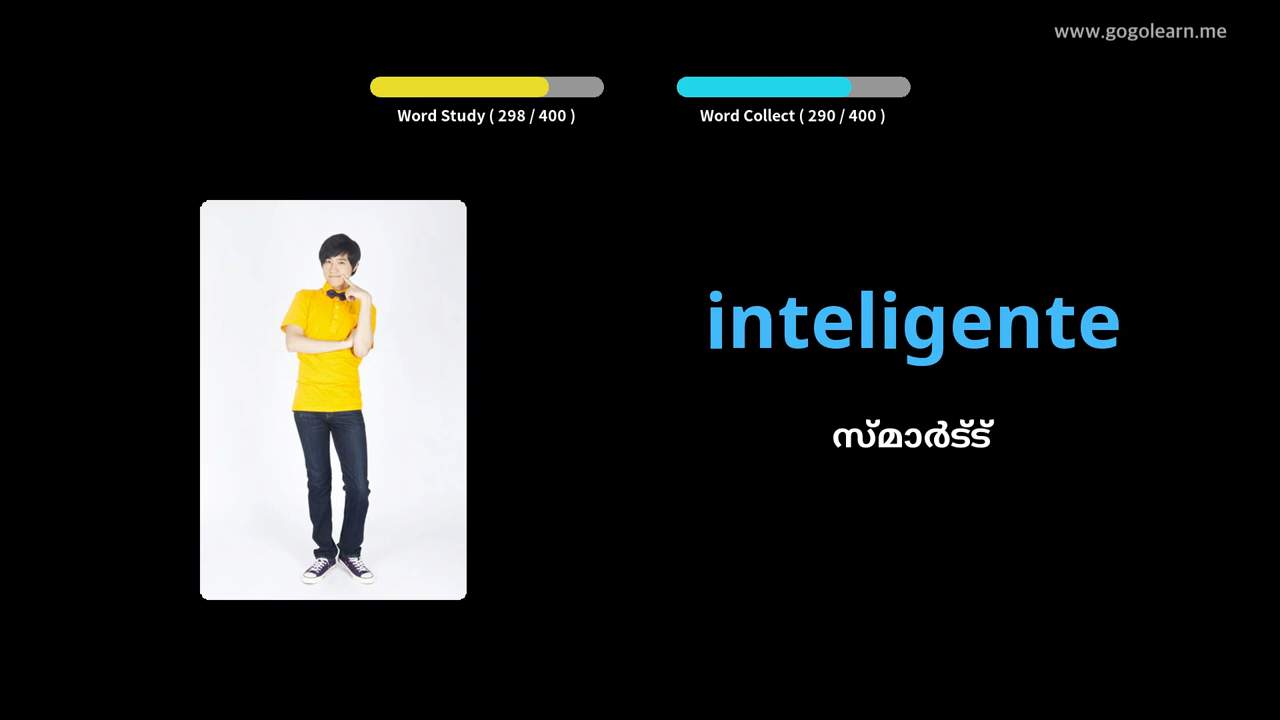 www.gogolearn.me
Word Study ( 298 / 400 )
Word Collect ( 290 / 400 )
inteligente
സ്മാർട്ട്